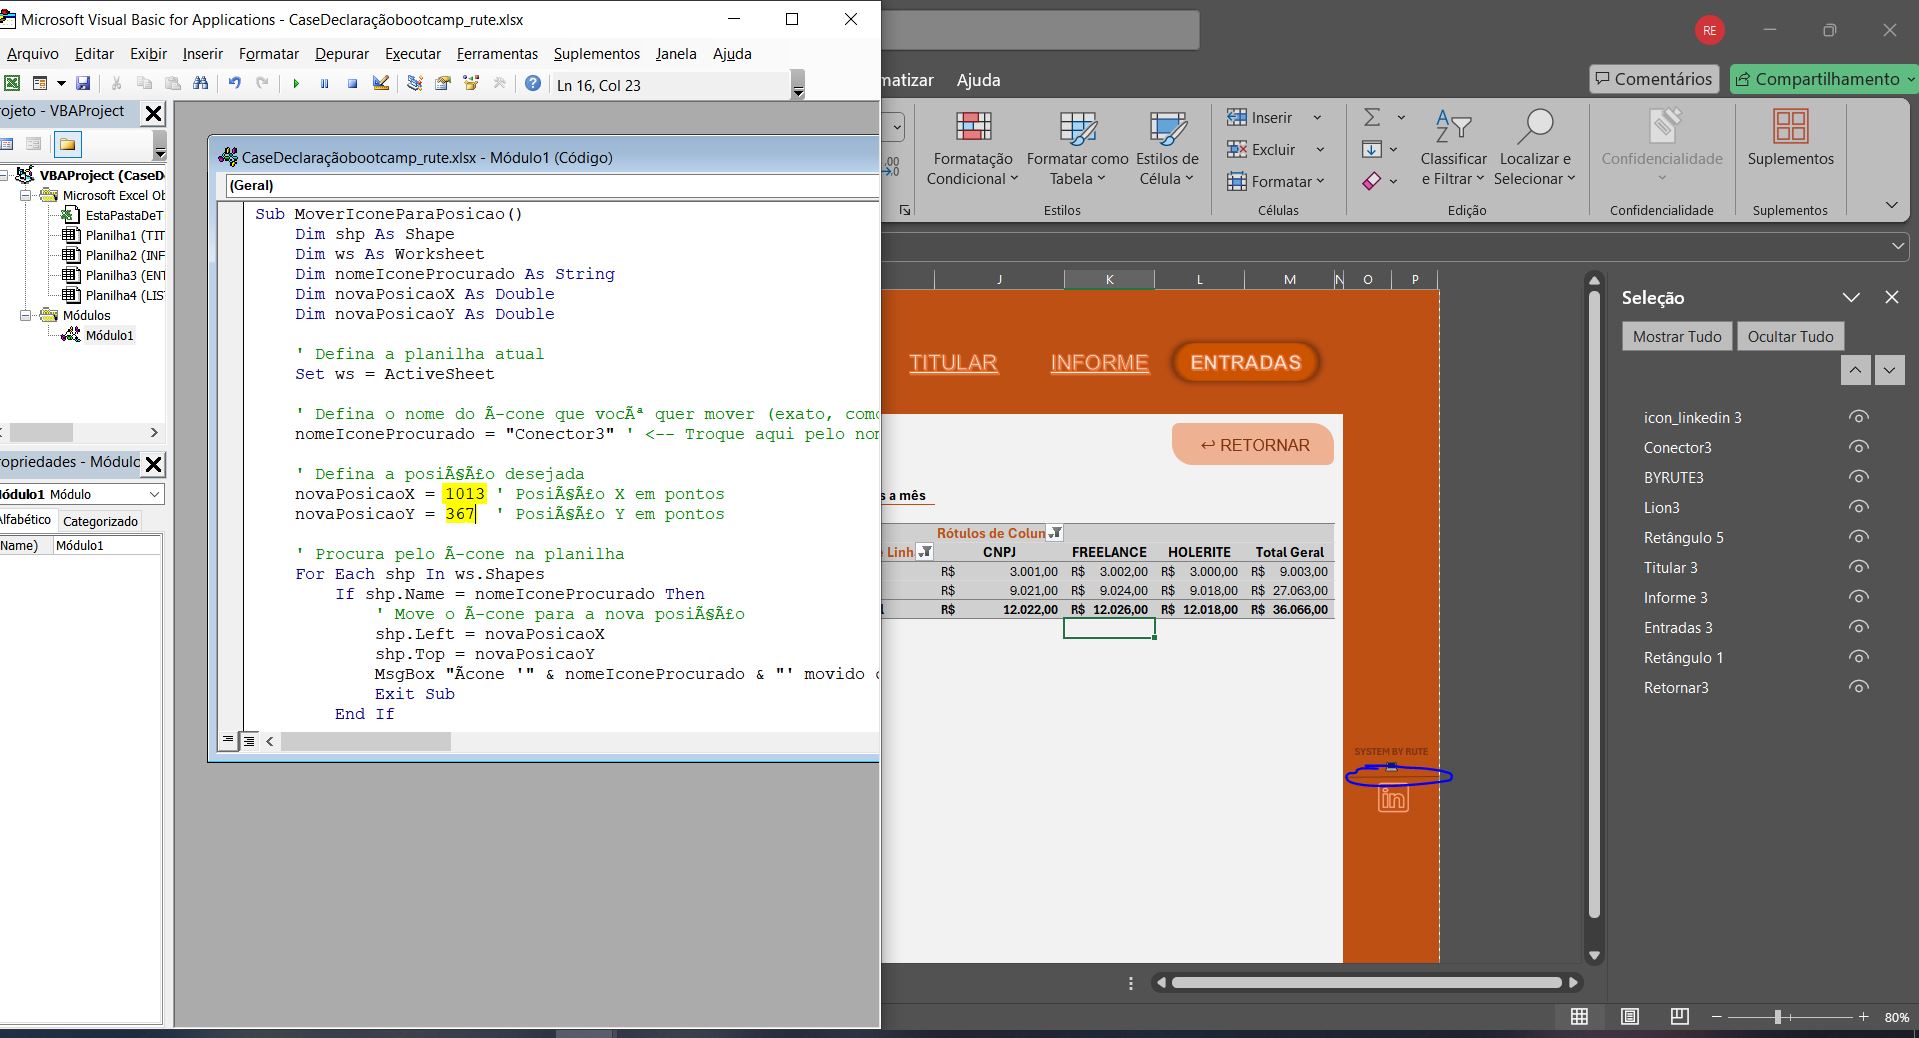 Microsoft Visual Basic for Applications - CaseDeclaraçãobootcamp_rute.xlsx
Arquivo Editar Exibir Inserir Formatar Depurar Executar Ferramentas Suplementos Janela Ajuda
Ln 16, Col 23
rojeto - VBAProject
VBAProject (CaseD
Microsoft Excel Ob
EstaPastaDeT
Planilha1 (TIT
Planilha2 (INF
Planilha3 (ENT
Planilha4 (LIS
Módulos
Módulo1
ropriedades - Módulo
Módulo1 Módulo
Alfabético Categorizado
Name) Módulo1
CaseDeclaraçãobootcamp_rute.xlsx - Módulo1 (Código)
(Geral)
Sub MoverIconeParaPosicao()
Dim shp As Shape
Dim ws As Worksheet
Dim nomeIconeProcurado As String
Dim novaPosicaoX As Double
Dim novaPosicaoY As Double
' Defina a planilha atual
Set ws = ActiveSheet
' Defina o nome do Ã-cone que vocÃª quer mover (exato, como
nomeIconeProcurado = "Conector3" ' <-- Troque aqui pelo nor
' Defina a posiÃ§Ã£o desejada
novaPosicaoX = 1013 ' PosiÃ§Ã£o X em pontos
novaPosicaoY = 367 ' PosiÃ§Ã£o Y em pontos
' Procura pelo Ã-cone na planilha
For Each shp In ws.Shapes
If shp.Name = nomeIconeProcurado Then
' Move o Ã-cone para a nova posiÃ§Ã£o
shp.Left = novaPosicaoX
shp.Top = novaPosicaoY
MsgBox "Ãcone '" & nomeIconeProcurado & "' movido
Exit Sub
End If
RE
matizar Ajuda
Comentários Compartilhamento
,00
→,0
Formatação Condicional
Formatar como Tabela
Estilos de Célula
Estilos
Inserir
Excluir
Formatar
Células
Classificar e Filtrar
Localizar e Selecionar
Edição
Confidencialidade
Confidencialidade
Suplementos
Suplementos
J K L M N O P
TITULAR INFORME ENTRADAS
↩ RETORNAR
s a mês
Rótulos de Colun
Linh CNPJ FREELANCE HOLERITE Total Geral
R$ 3.001,00 R$ 3.002,00 R$ 3.000,00 R$ 9.003,00
R$ 9.021,00 R$ 9.024,00 R$ 9.018,00 R$ 27.063,00
l R$ 12.022,00 R$ 12.026,00 R$ 12.018,00 R$ 36.066,00
SYSTEM BY RUTE
in
Seleção
Mostrar Tudo Ocultar Tudo
icon_linkedin 3
Conector3
BYRUTE3
Lion3
Retângulo 5
Titular 3
Informe 3
Entradas 3
Retângulo 1
Retornar3
80%